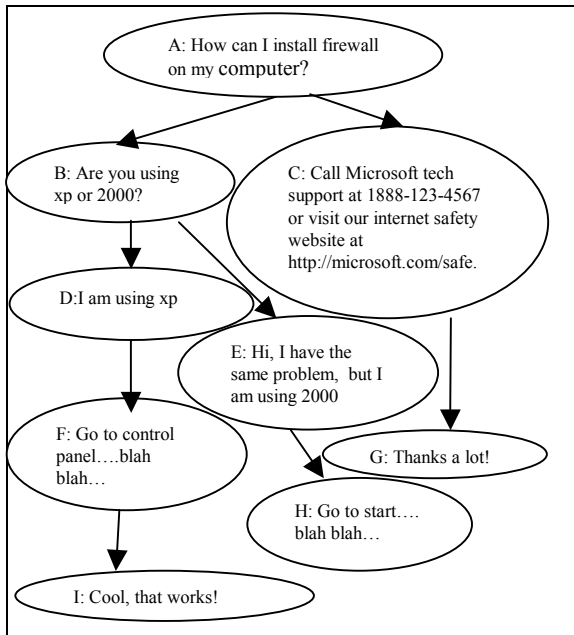 A: How can I install firewall
on my computer?
B: Are you using
xp or 2000?
C: Call Microsoft tech
support at 1888-123-4567
or visit our internet safety
website at
http://microsoft.com/safe.
D:I am using xp
E: Hi, I have the
same problem, but I
am using 2000
F: Go to control
panel….blah
blah…
G: Thanks a lot!
H: Go to start….
blah blah…
I: Cool, that works!